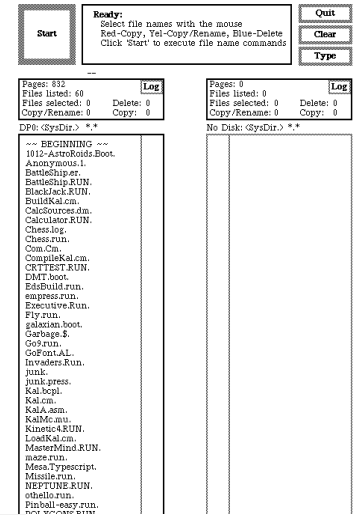 Start
Ready:
Select file names with the mouse
Red-Copy, Yel-Copy/Rename, Blue-Delete
Click 'Start' to execute file name commands
Quit
Clear
Type
Pages: 832
Files listed: 60
Log
Files selected: 0 Delete: 0
Copy/Rename: 0 Copy: 0
DP0: <SysDir.> *.*
Pages: 0
Files listed: 0
Log
Files selected: 0 Delete: 0
Copy/Rename: 0 Copy: 0
No Disk: <SysDir.> *.*
~~ BEGINNING ~~
1012-AstroRoids.Boot.
Anonymous.1.
BattleShip.er.
BattleShip.RUN.
BlackJack.RUN.
BuildKal.cm.
CalcSources.dm.
Calculator.RUN.
Chess.log.
Chess.run.
Com.Cm.
CompileKal.cm.
CRTTEST.RUN.
DMT.boot.
EdsBuild.run.
empress.run.
Executive.Run.
Fly.run.
galaxian.boot.
Garbage.$.
Go9.run.
GoFont.AL.
Invaders.Run.
junk.
junk.press.
Kal.bcpl.
Kal.cm.
KalA.asm.
KalMc.mu.
Kinetic4.RUN.
LoadKal.cm.
MasterMind.RUN.
maze.run.
Mesa.Typescript.
Missile.run.
NEPTUNE.RUN.
othello.run.
Pinball-easy.run.
POLYGONS.RUN.